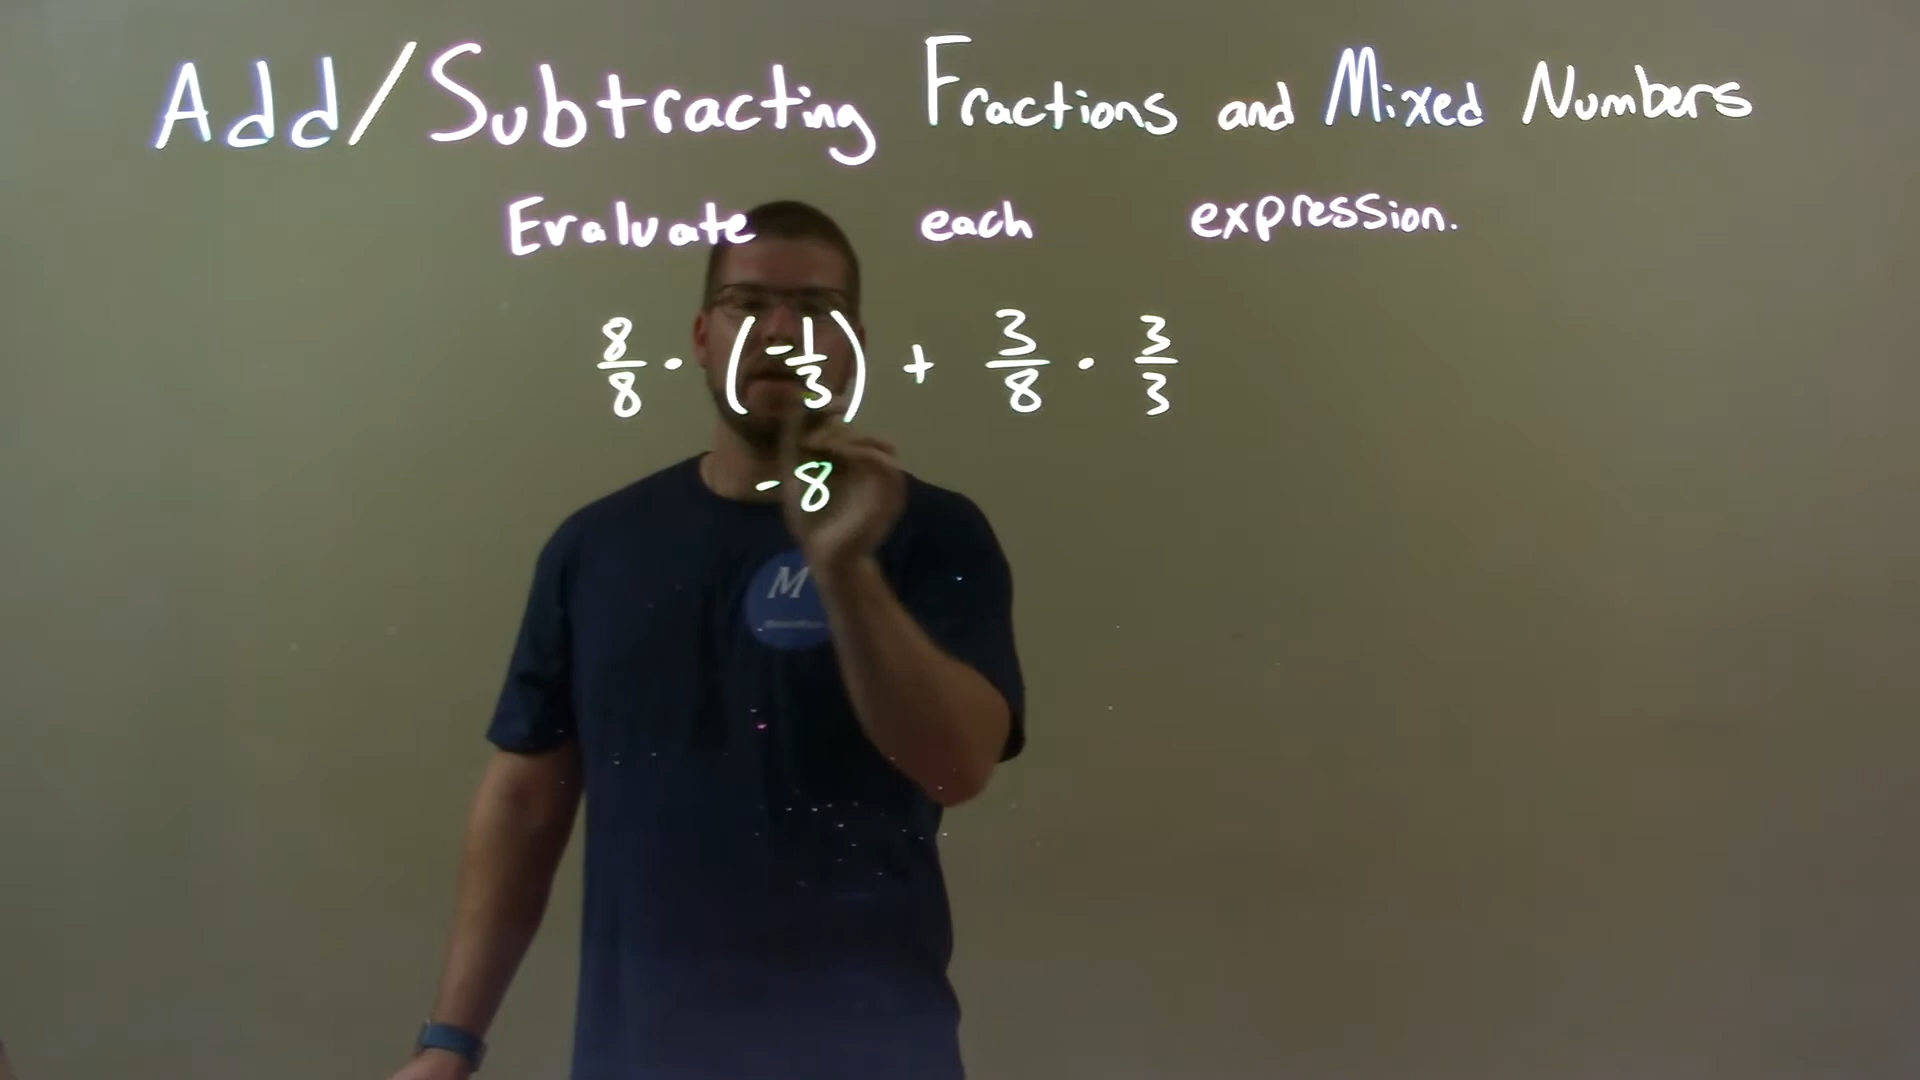 Add/Subtracting Fractions and Mixed Numbers
Evaluate each expression.
8/8 · (-1/3) + 3/8 · 3/3
-8
M